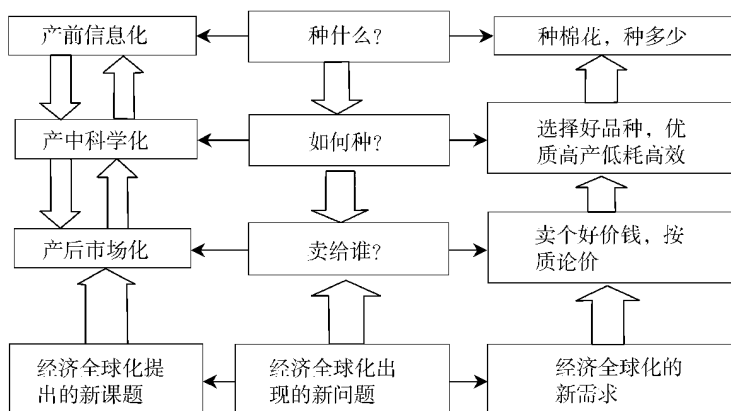 产前信息化
种什么?
种棉花，种多少
产中科学化
如何种?
选择好品种，优
质高产低耗高效
产后市场化
卖给谁?
卖个好价钱，按
质论价
经济全球化提
出的新课题
经济全球化出
现的新问题
经济全球化的
新需求